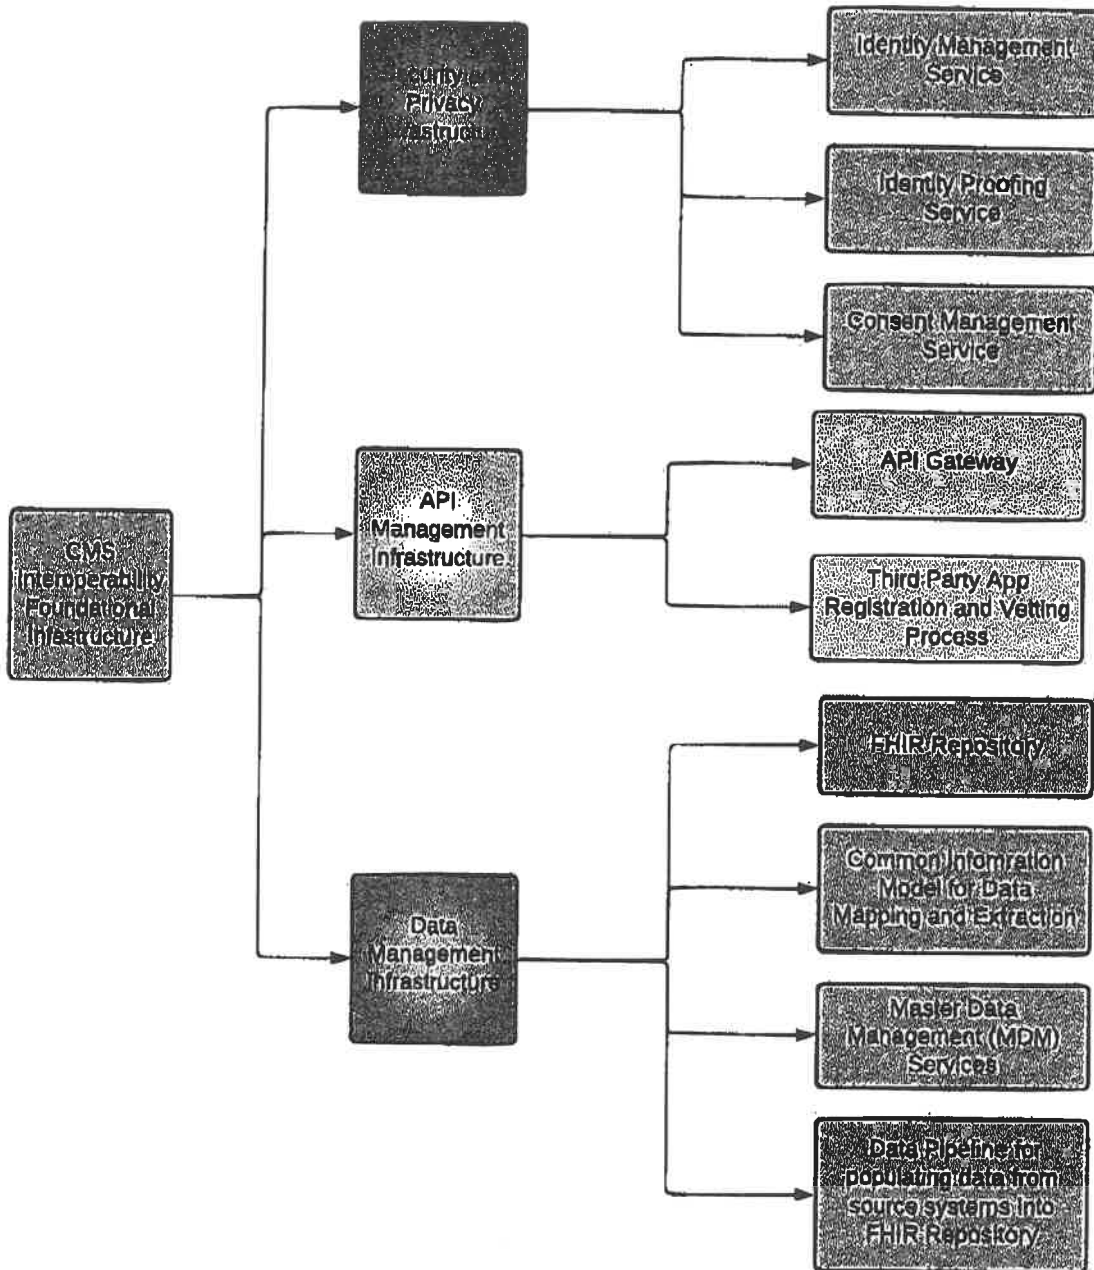 Identity Management
Service
Privacy
Identity Proofing
Service
Consent Management
Service
API
Management
Infrastructure
API Gateway
Third Party App
Registration and Vetting
Process
CMS
Interoperability
Foundational
Infastructure
Data
Management
Infrastructure
FHIR Repository
Common Infomration
Model for Data
Mapping and Extraction
Master Data
Management (MDM)
Services
Data Pipeline for
populating data from
source systems into
FHIR Repository